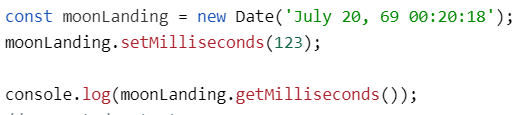 const moonLanding = new Date('July 20, 69 00:20:18');
moonLanding.setMilliseconds(123);
console.log(moonLanding.getMilliseconds());